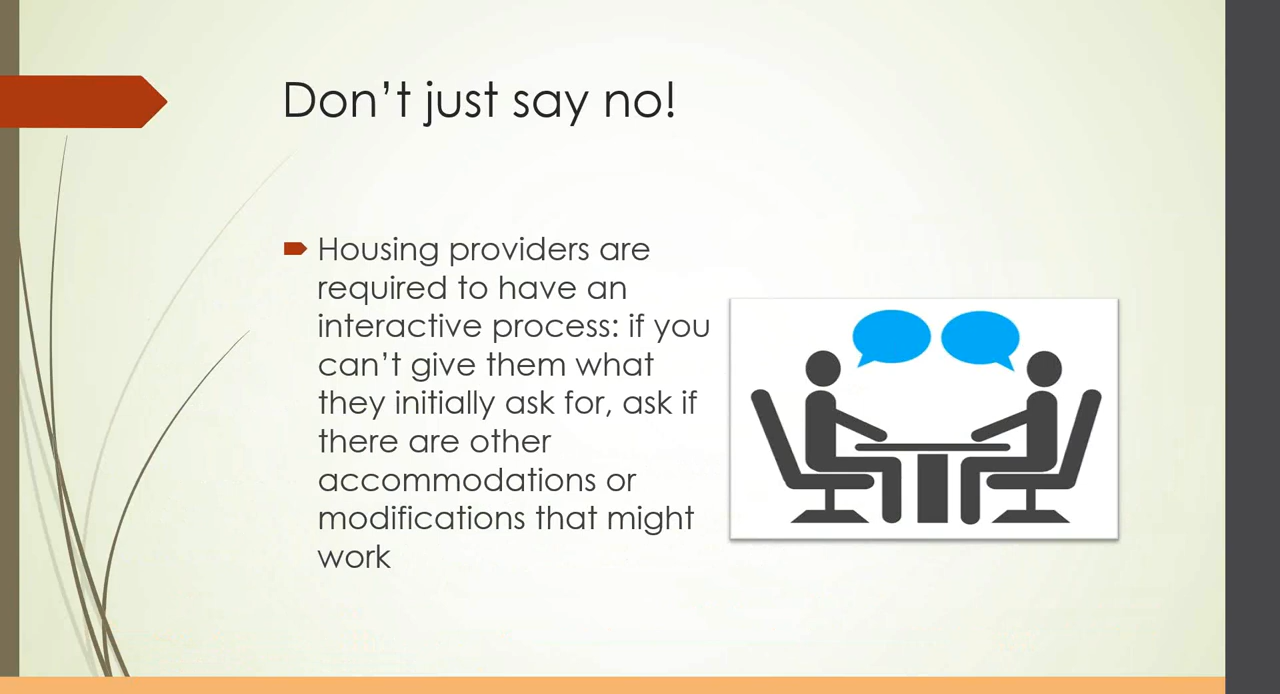 Don’t just say no!
Housing providers are
required to have an
interactive process: if you
can’t give them what
they initially ask for, ask if
there are other
accommodations or
modifications that might
work